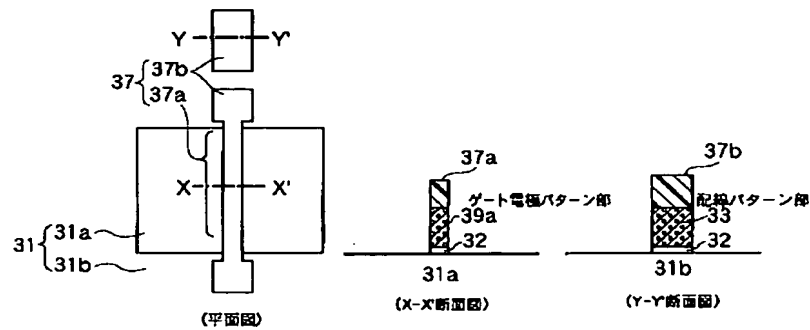 Y Y'
37 37b
37a
X X'
31 31a
31b
(平面図)
37a
ゲート電極パターン部
39a
32
31a
(X-X'断面図)
37b
配線パターン部
33
32
31b
(Y-Y'断面図)